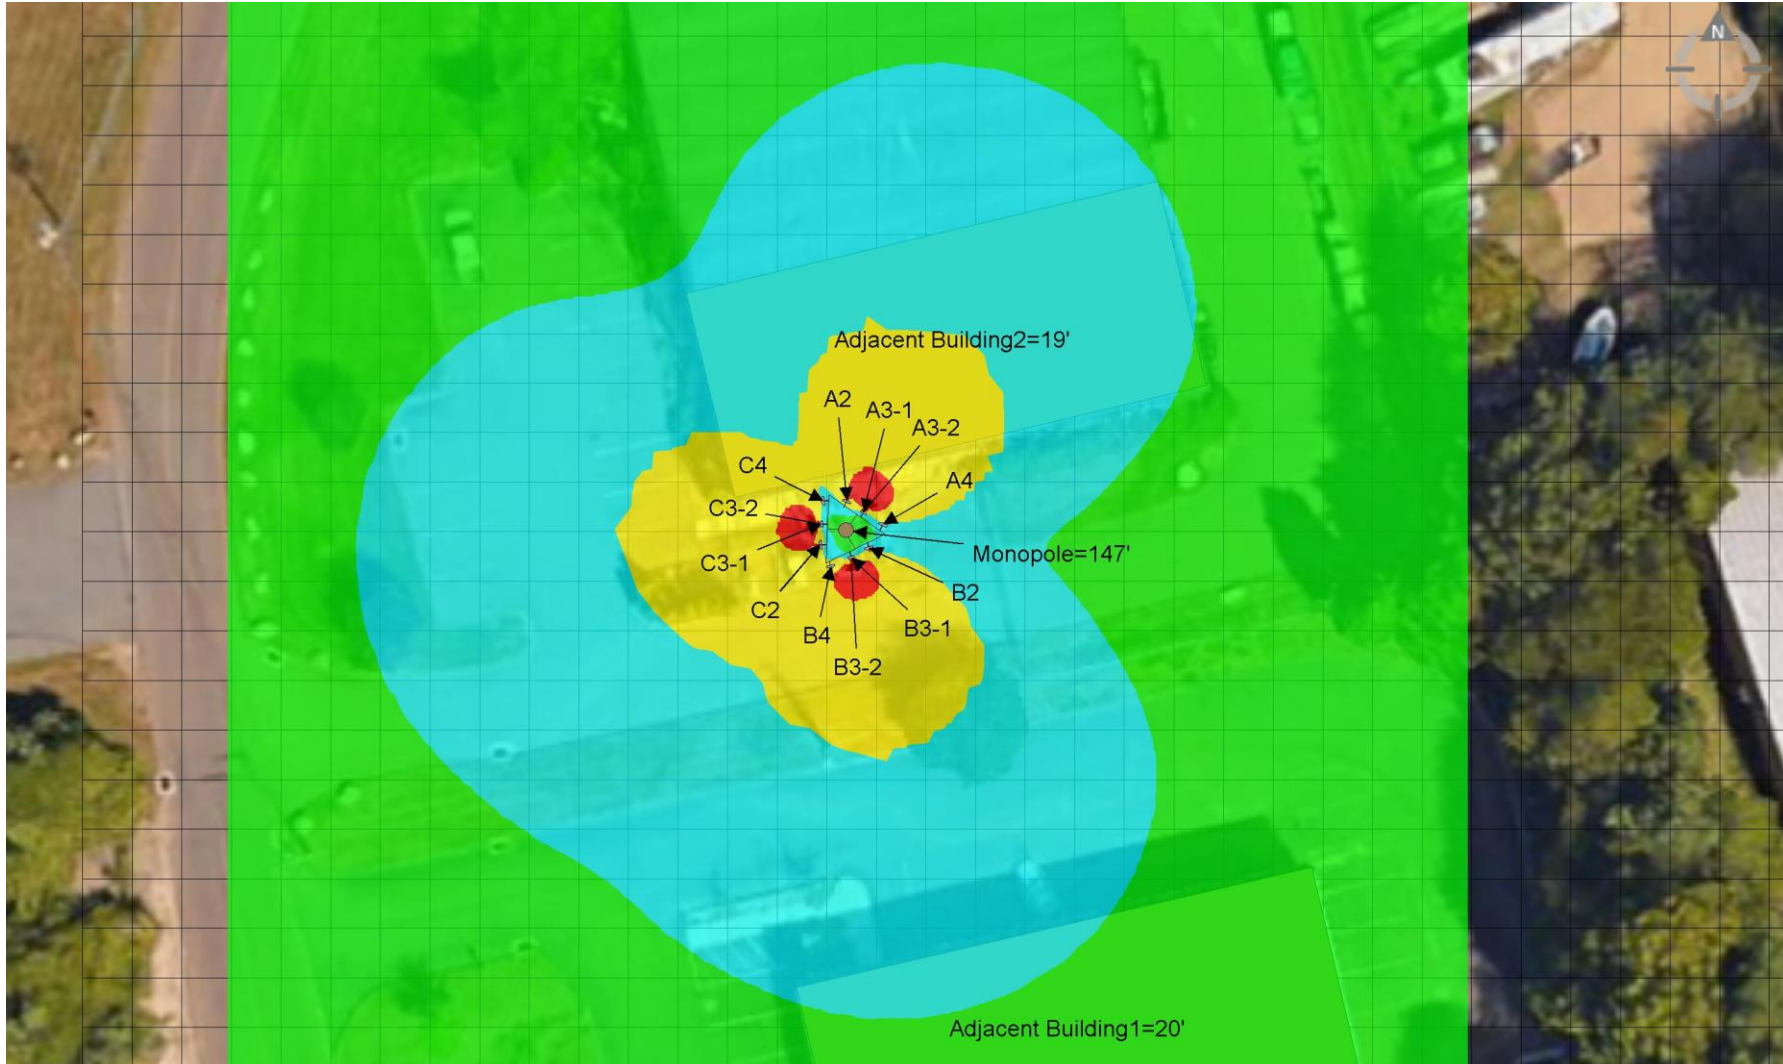 N
Adjacent Building2=19'
A2
A3-1
A3-2
C4
A4
C3-2
Monopole=147'
C3-1
B2
C2
B3-1
B4
B3-2
Adjacent Building1=20'